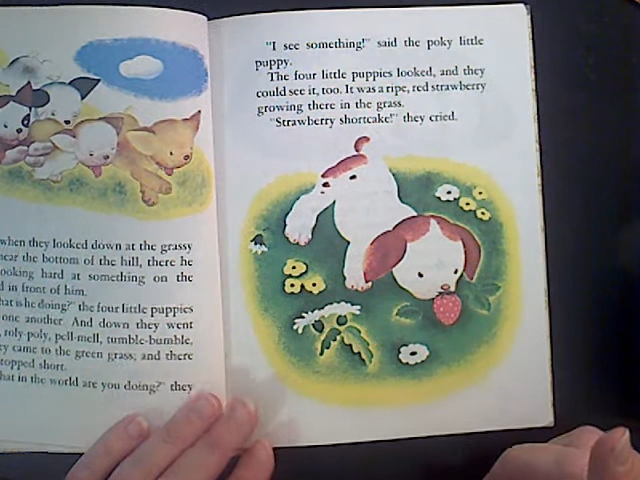 when they looked down at the grassy
near the bottom of the hill, there he
ooking hard at something on the
d in front of him.
hat is he doing?" the four little puppies
one another. And down they went
roly-poly, pell-mell, tumble-bumble,
ey came to the green grass; and there
topped short.
hat in the world are you doing?" they
"I see something!" said the poky little
puppy.
The four little puppies looked, and they
could see it, too. It was a ripe, red strawberry
growing there in the grass.
"Strawberry shortcake!" they cried.